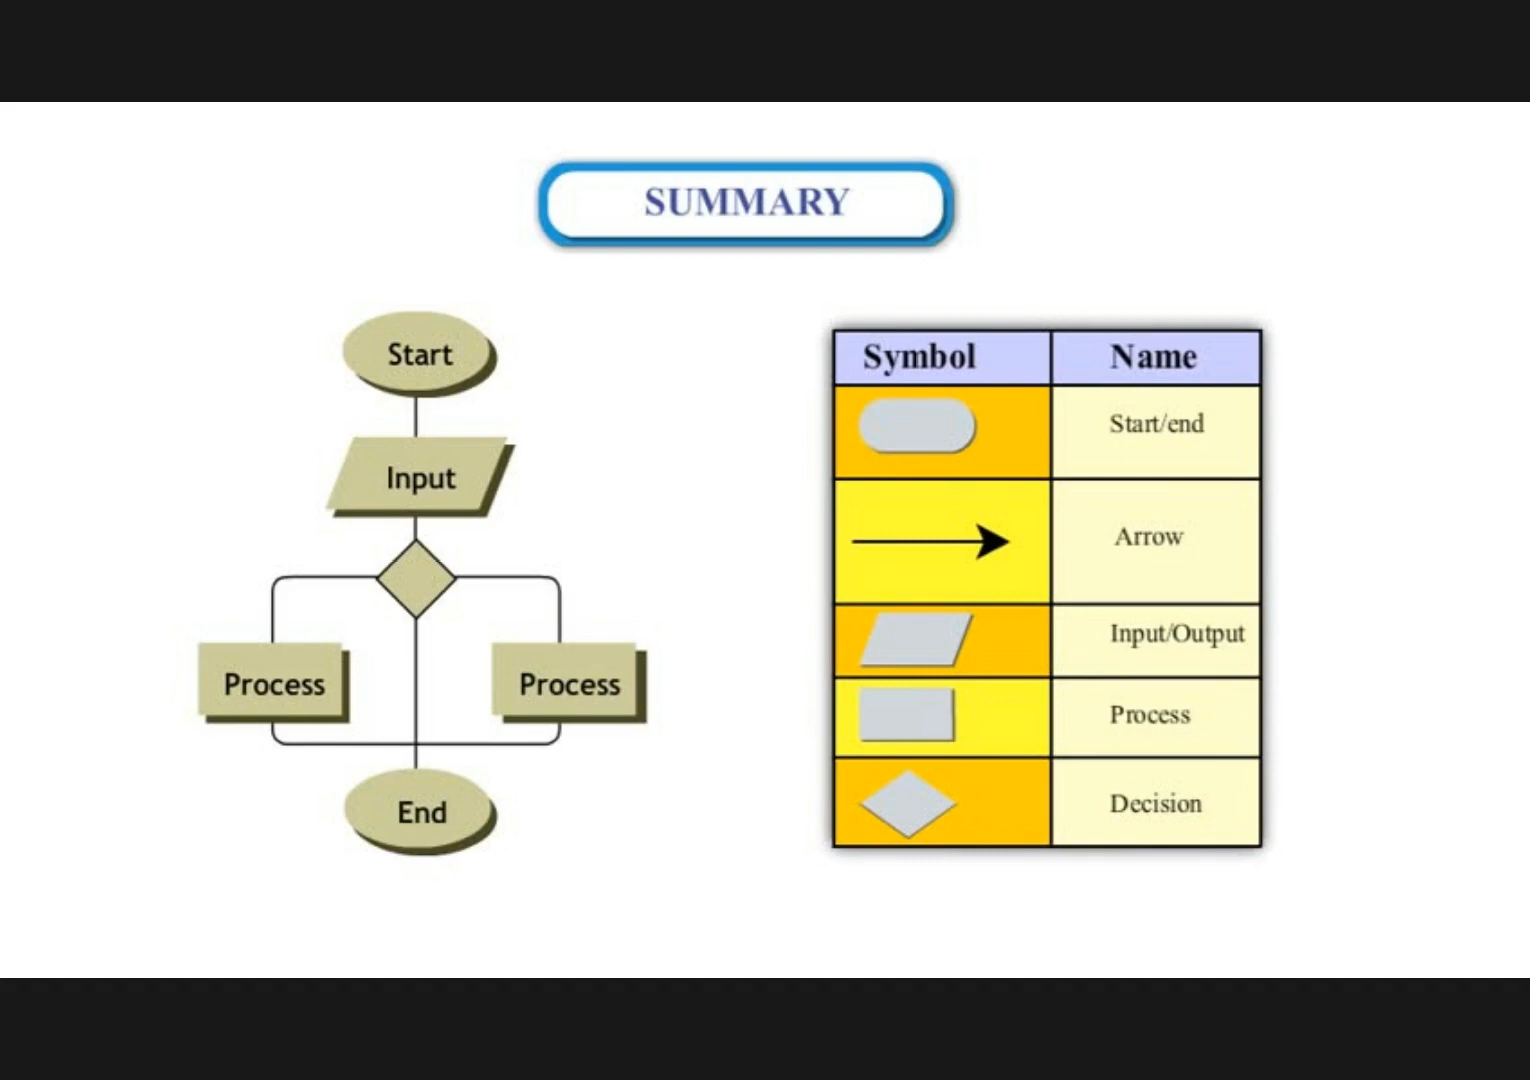 SUMMARY
Start
Input
Process
Process
End
Symbol Name
Start/end
Arrow
Input/Output
Process
Decision